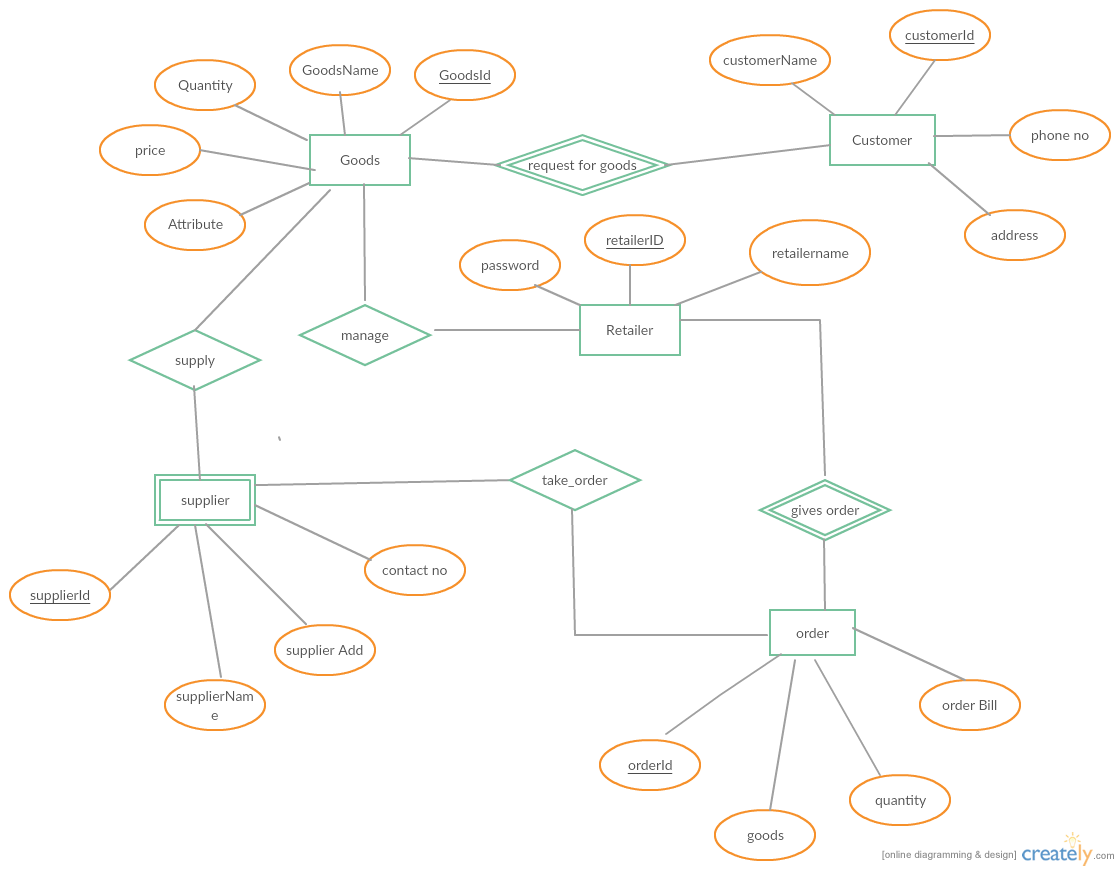 customerId
customerName
GoodsName
GoodsId
Quantity
phone no
Customer
price
Goods
request for goods
Attribute
address
retailerID
retailername
password
Retailer
manage
supply
take_order
supplier
gives order
contact no
supplierId
order
supplier Add
supplierNam
e
order Bill
orderId
quantity
goods
[online diagramming & design] creately.com